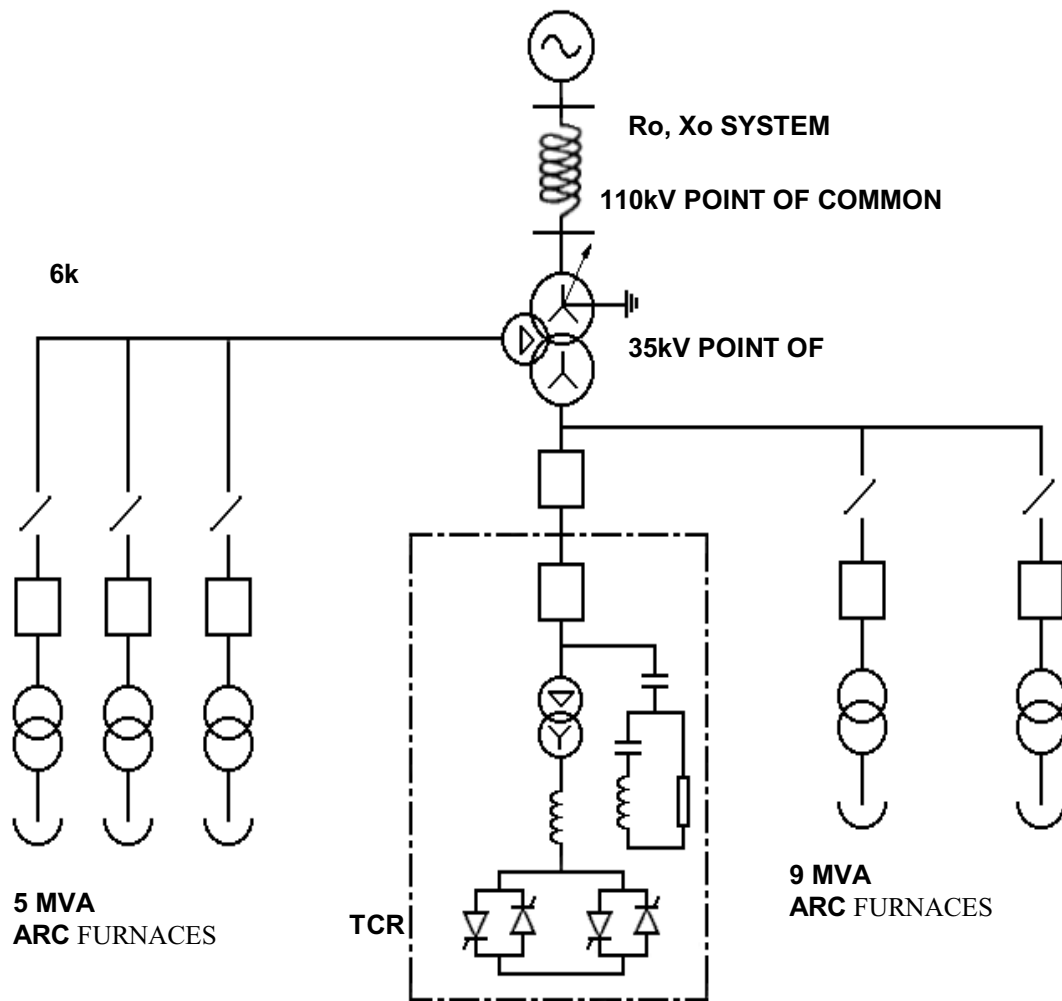 Ro, Xo SYSTEM
110kV POINT OF COMMON
6k
35kV POINT OF
5 MVA
ARC FURNACES
TCR
9 MVA
ARC FURNACES